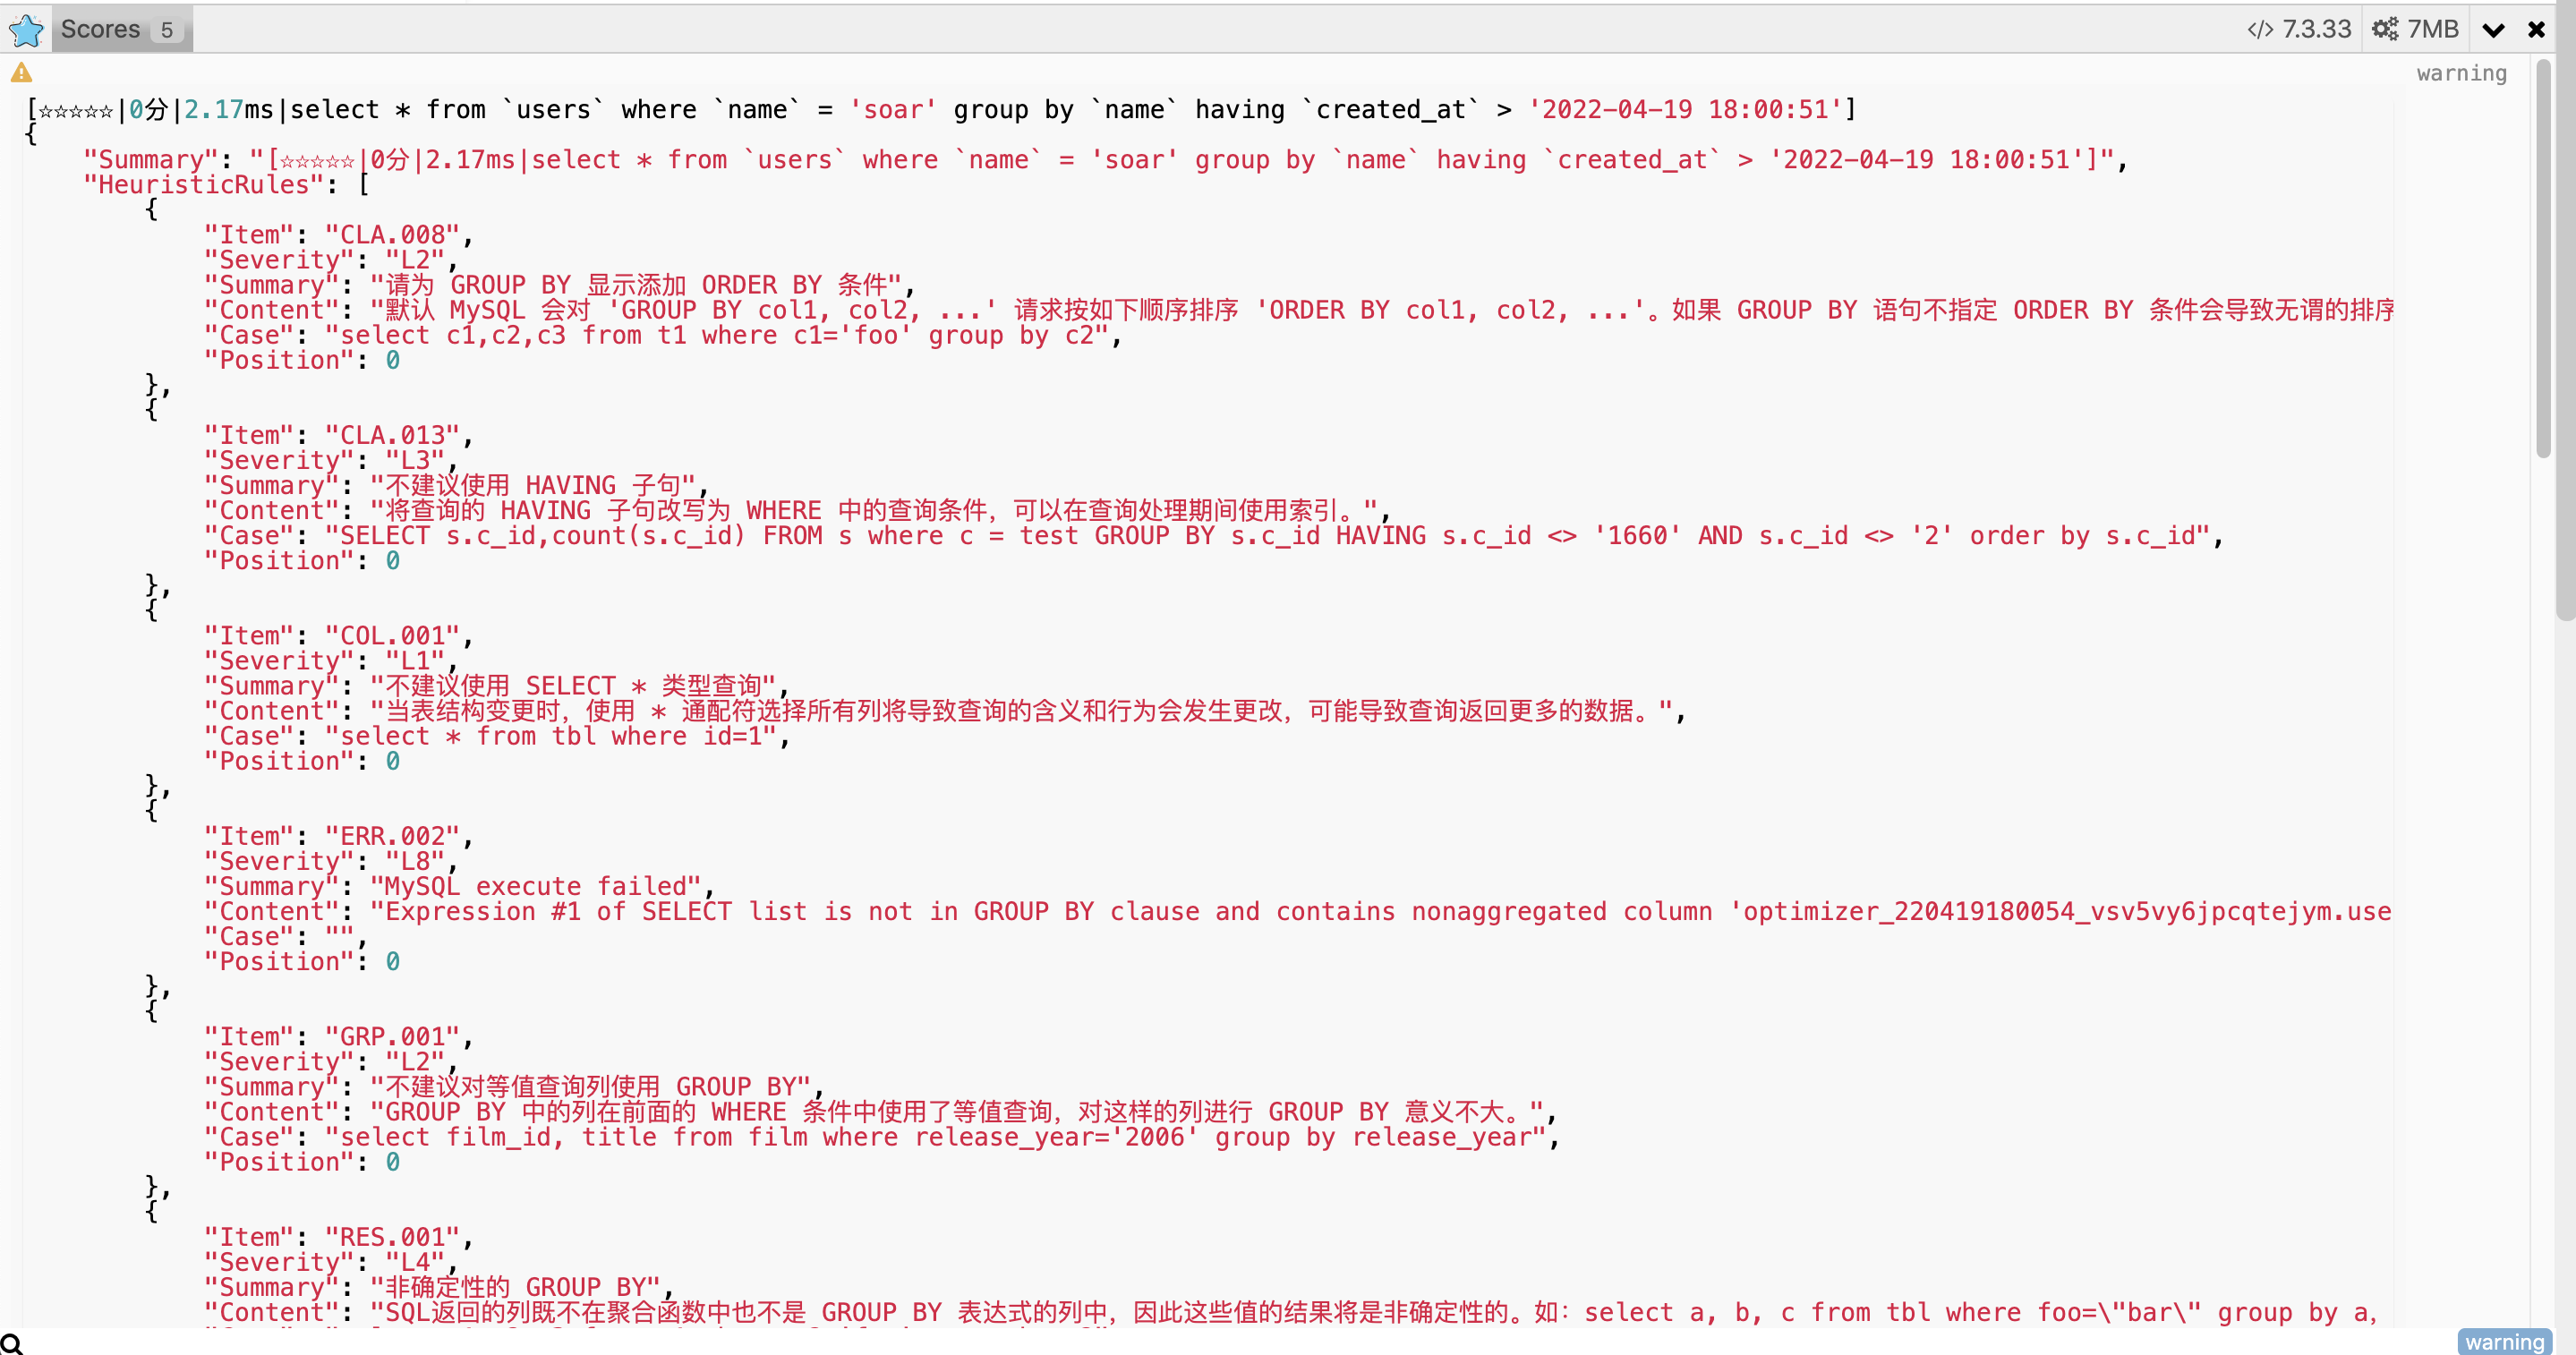 Scores 5
7.3.33 7MB
warning
[☆☆☆☆☆|0分|2.17ms|select * from `users` where `name` = 'soar' group by `name` having `created_at` > '2022-04-19 18:00:51']
{
"Summary": "[☆☆☆☆☆|0分|2.17ms|select * from `users` where `name` = 'soar' group by `name` having `created_at` > '2022-04-19 18:00:51']",
"HeuristicRules": [
{
"Item": "CLA.008",
"Severity": "L2",
"Summary": "请为 GROUP BY 显示添加 ORDER BY 条件",
"Content": "默认 MySQL 会对 'GROUP BY col1, col2, ...' 请求按如下顺序排序 'ORDER BY col1, col2, ...'。如果 GROUP BY 语句不指定 ORDER BY 条件会导致无谓的排序
"Case": "select c1,c2,c3 from t1 where c1='foo' group by c2",
"Position": 0
},
{
"Item": "CLA.013",
"Severity": "L3",
"Summary": "不建议使用 HAVING 子句",
"Content": "将查询的 HAVING 子句改写为 WHERE 中的查询条件，可以在查询处理期间使用索引。",
"Case": "SELECT s.c_id,count(s.c_id) FROM s where c = test GROUP BY s.c_id HAVING s.c_id <> '1660' AND s.c_id <> '2' order by s.c_id",
"Position": 0
},
{
"Item": "COL.001",
"Severity": "L1",
"Summary": "不建议使用 SELECT * 类型查询",
"Content": "当表结构变更时，使用 * 通配符选择所有列将导致查询的含义和行为会发生更改，可能导致查询返回更多的数据。",
"Case": "select * from tbl where id=1",
"Position": 0
},
{
"Item": "ERR.002",
"Severity": "L8",
"Summary": "MySQL execute failed",
"Content": "Expression #1 of SELECT list is not in GROUP BY clause and contains nonaggregated column 'optimizer_220419180054_vsv5vy6jpcqtejym.use
"Case": "",
"Position": 0
},
{
"Item": "GRP.001",
"Severity": "L2",
"Summary": "不建议对等值查询列使用 GROUP BY",
"Content": "GROUP BY 中的列在前面的 WHERE 条件中使用了等值查询，对这样的列进行 GROUP BY 意义不大。",
"Case": "select film_id, title from film where release_year='2006' group by release_year",
"Position": 0
},
{
"Item": "RES.001",
"Severity": "L4",
"Summary": "非确定性的 GROUP BY",
"Content": "SQL返回的列既不在聚合函数中也不是 GROUP BY 表达式的列中，因此这些值的结果将是非确定性的。如：select a, b, c from tbl where foo=\"bar\" group by a,
warning